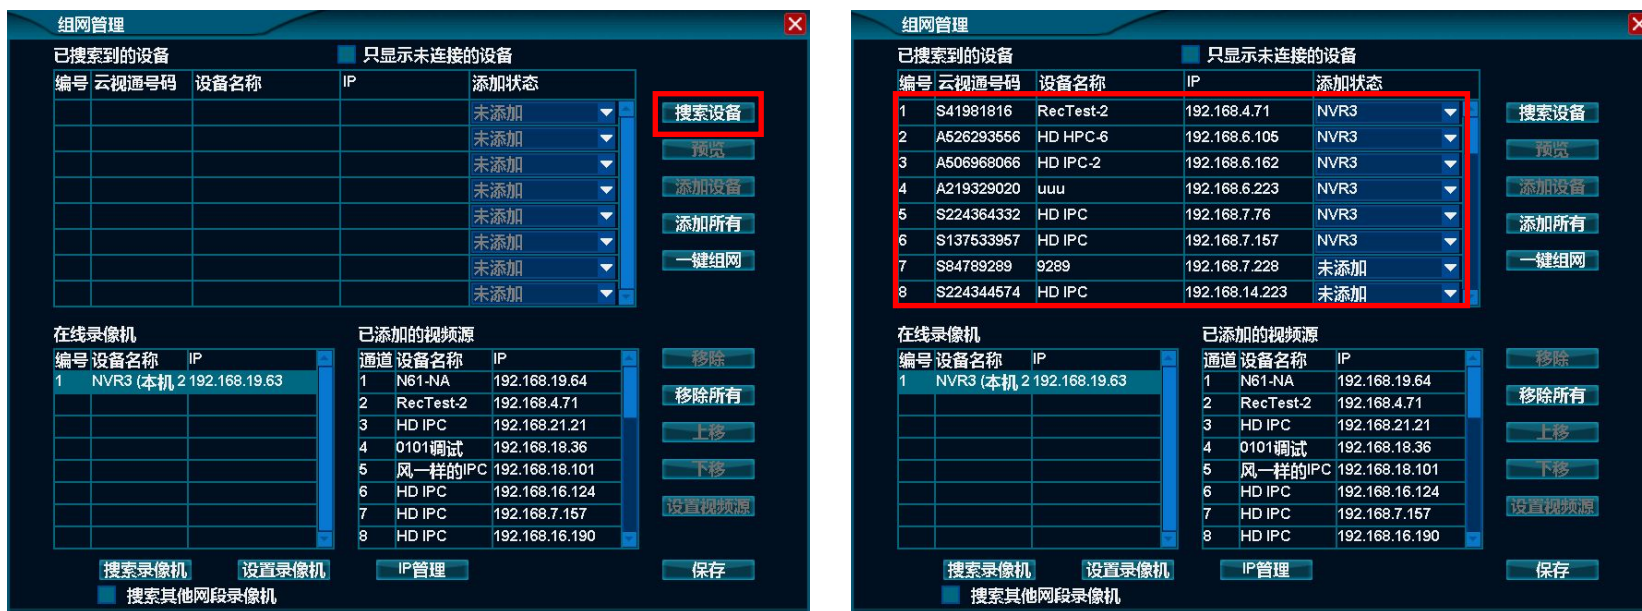 组网管理
已搜索到的设备 只显示未连接的设备
编号 云视通号码 设备名称 IP 添加状态
未添加 搜索设备
未添加 预览
未添加
未添加 添加设备
未添加 添加所有
未添加
未添加 一键组网
未添加
在线录像机 已添加的视频源
编号 设备名称 IP 通道 设备名称 IP 移除
1 NVR3 (本机 2 192.168.19.63 1 N61-NA 192.168.19.64
2 RecTest-2 192.168.4.71 移除所有
3 HD IPC 192.168.21.21 上移
4 0101调试 192.168.18.36
5 风一样的IPC 192.168.18.101 下移
6 HD IPC 192.168.16.124
7 HD IPC 192.168.7.157 设置视频源
8 HD IPC 192.168.16.190
搜索录像机 设置录像机 IP管理 保存
搜索其他网段录像机
组网管理
已搜索到的设备 只显示未连接的设备
编号 云视通号码 设备名称 IP 添加状态
1 S41981816 RecTest-2 192.168.4.71 NVR3 搜索设备
2 A526293556 HD HPC-6 192.168.6.105 NVR3 预览
3 A506968066 HD IPC-2 192.168.6.162 NVR3
4 A219329020 uuu 192.168.6.223 NVR3 添加设备
5 S224364332 HD IPC 192.168.7.76 NVR3 添加所有
6 S137533957 HD IPC 192.168.7.157 NVR3
7 S84789289 9289 192.168.7.228 未添加 一键组网
8 S224344574 HD IPC 192.168.14.223 未添加
在线录像机 已添加的视频源
编号 设备名称 IP 通道 设备名称 IP 移除
1 NVR3 (本机 2 192.168.19.63 1 N61-NA 192.168.19.64
2 RecTest-2 192.168.4.71 移除所有
3 HD IPC 192.168.21.21 上移
4 0101调试 192.168.18.36
5 风一样的IPC 192.168.18.101 下移
6 HD IPC 192.168.16.124
7 HD IPC 192.168.7.157 设置视频源
8 HD IPC 192.168.16.190
搜索录像机 设置录像机 IP管理 保存
搜索其他网段录像机